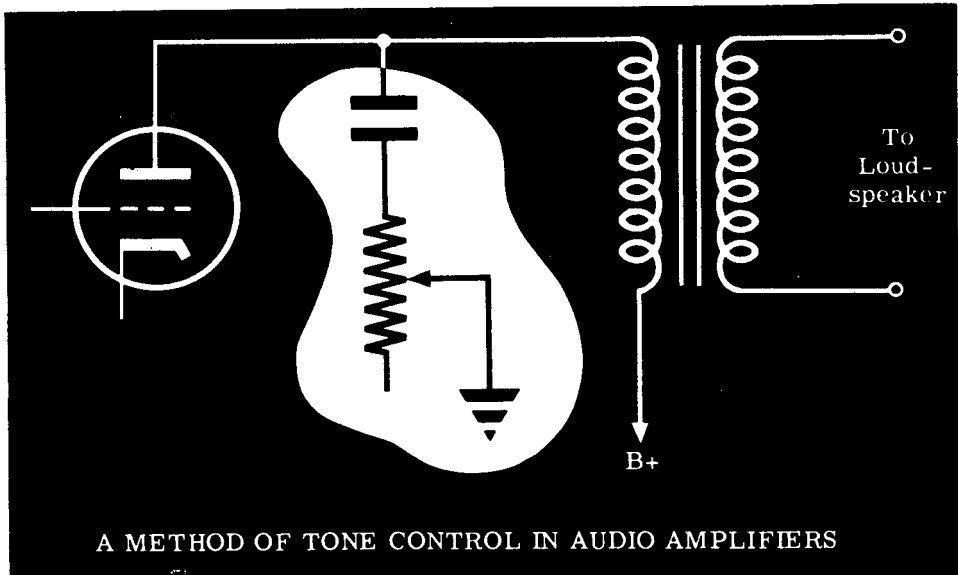 To
Loud-
speaker
B+
A METHOD OF TONE CONTROL IN AUDIO AMPLIFIERS